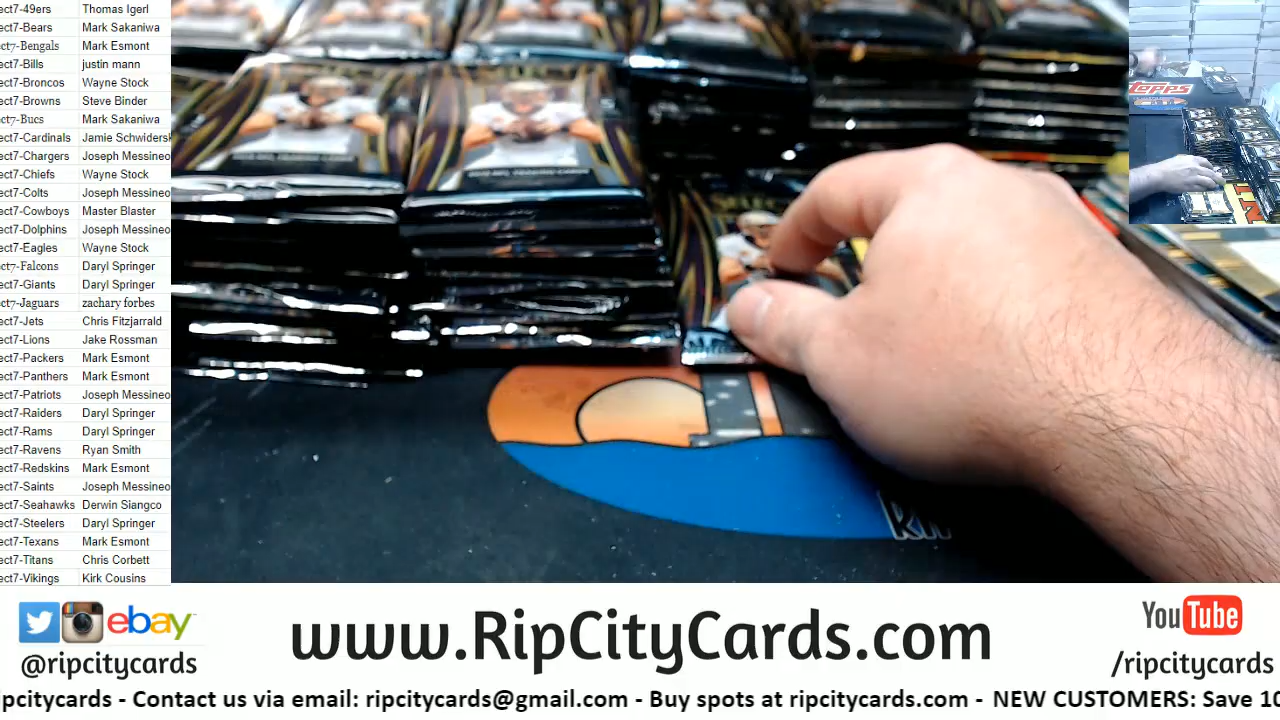 ect7-49ers Thomas Igerl
ect7-Bears Mark Sakaniwa
ect7-Bengals Mark Esmont
ect7-Bills justin mann
ect7-Broncos Wayne Stock
ect7-Browns Steve Binder
ect7-Bucs Mark Sakaniwa
ect7-Cardinals Jamie Schwidersk
ect7-Chargers Joseph Messineo
ect7-Chiefs Wayne Stock
ect7-Colts Joseph Messineo
ect7-Cowboys Master Blaster
ect7-Dolphins Joseph Messineo
ect7-Eagles Wayne Stock
ect7-Falcons Daryl Springer
ect7-Giants Daryl Springer
ect7-Jaguars zachary forbes
ect7-Jets Chris Fitzjarrald
ect7-Lions Jake Rossman
ect7-Packers Mark Esmont
ect7-Panthers Mark Esmont
ect7-Patriots Joseph Messineo
ect7-Raiders Daryl Springer
ect7-Rams Daryl Springer
ect7-Ravens Ryan Smith
ect7-Redskins Mark Esmont
ect7-Saints Joseph Messineo
ect7-Seahawks Derwin Siangco
ect7-Steelers Daryl Springer
ect7-Texans Mark Esmont
ect7-Titans Chris Corbett
ect7-Vikings Kirk Cousins
Topps
SELECT
ebay
@ripcitycards
www.RipCityCards.com
YouTube
/ripcitycards
ipcitycards - Contact us via email: ripcitycards@gmail.com - Buy spots at ripcitycards.com - NEW CUSTOMERS: Save 10